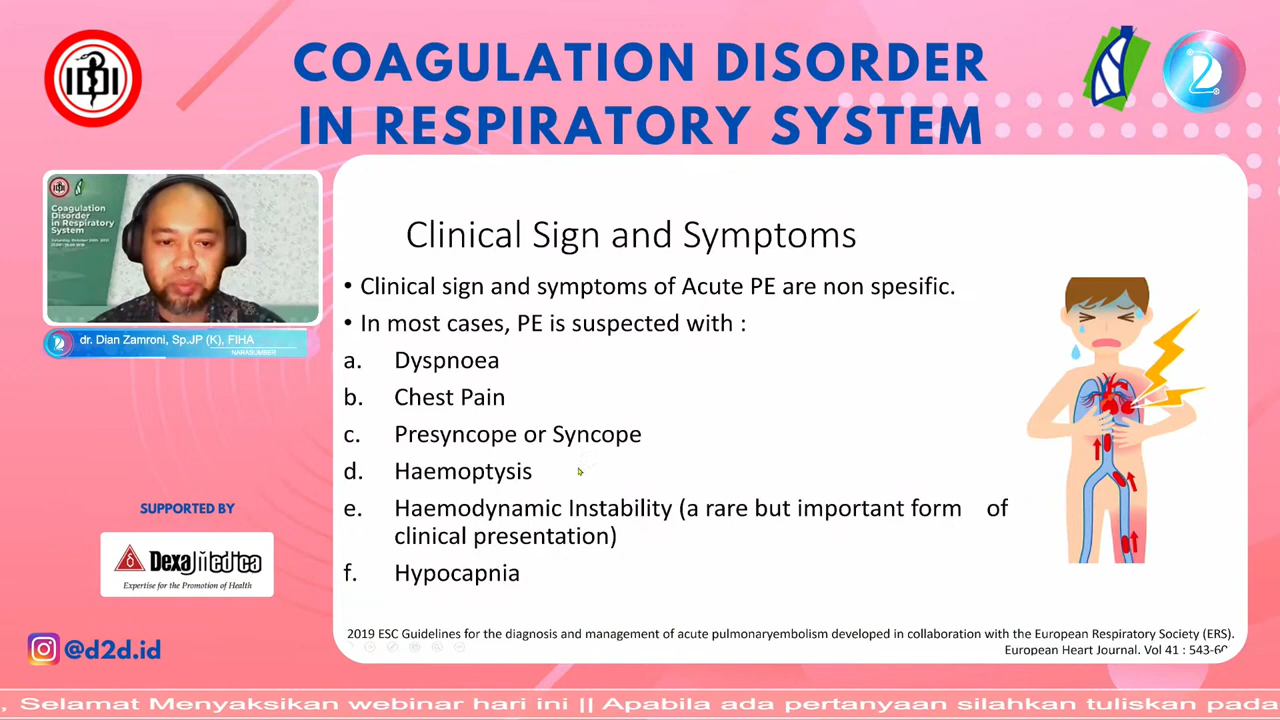 COAGULATION DISORDER
IN RESPIRATORY SYSTEM
IDI
Coagulation
Disorder
in Respiratory
System
dr. Dian Zamroni, Sp.JP (K), FIHA
NARASUMBER
Clinical Sign and Symptoms
• Clinical sign and symptoms of Acute PE are non spesific.
• In most cases, PE is suspected with :
a. Dyspnoea
b. Chest Pain
c. Presyncope or Syncope
d. Haemoptysis
e. Haemodynamic Instability (a rare but important form of
clinical presentation)
f. Hypocapnia
2019 ESC Guidelines for the diagnosis and management of acute pulmonaryembolism developed in collaboration with the European Respiratory Society (ERS).
European Heart Journal. Vol 41 : 543-60
SUPPORTED BY
DexaMedica
Expertise for the Promotion of Health
@d2d.id
, Selamat Menyaksikan webinar hari ini || Apabila ada pertanyaan silahkan tuliskan pada